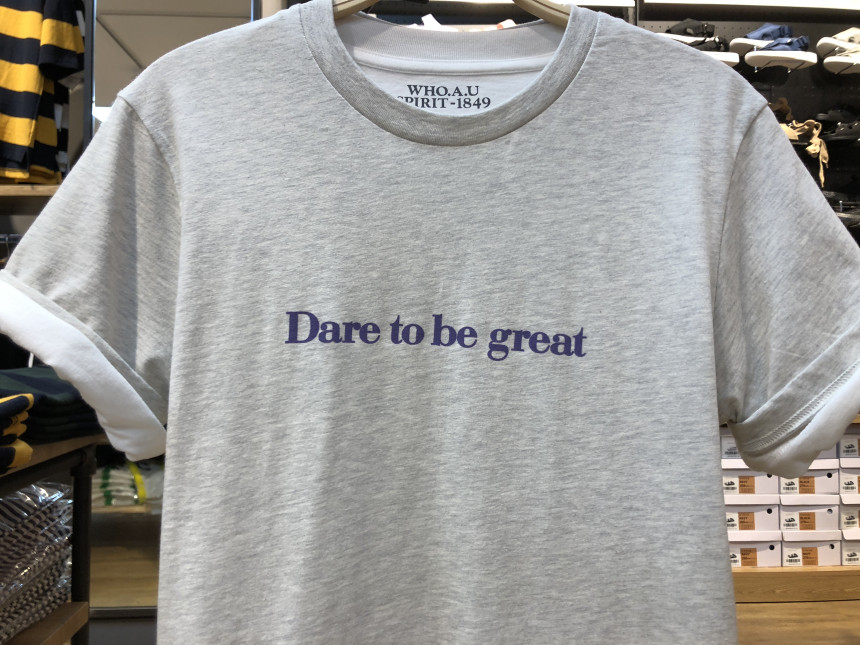 WHO.A.U
SPIRIT-1849
Dare to be great